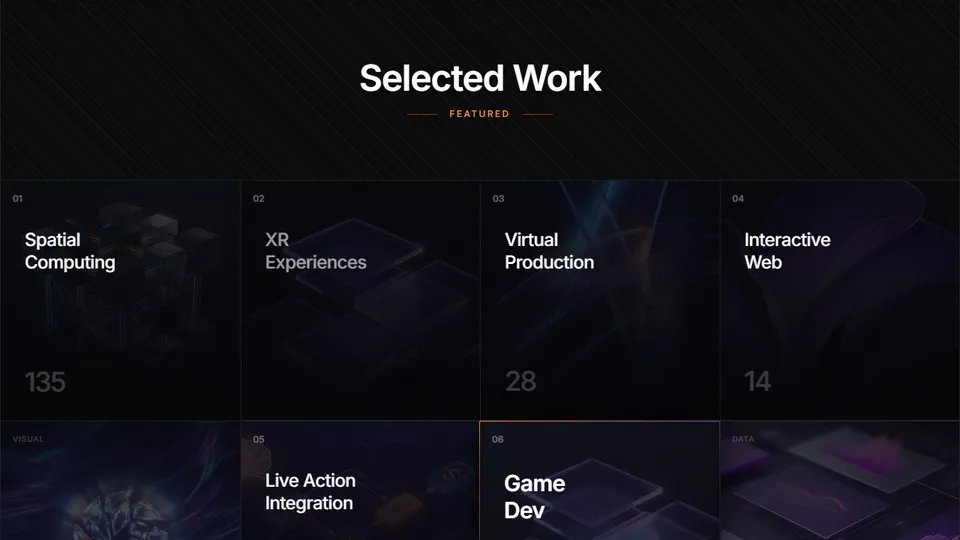 Selected Work
FEATURED
01
Spatial
Computing
135
02
XR
Experiences
03
Virtual
Production
28
04
Interactive
Web
14
VISUAL
05
Live Action
Integration
06
Game
Dev
DATA